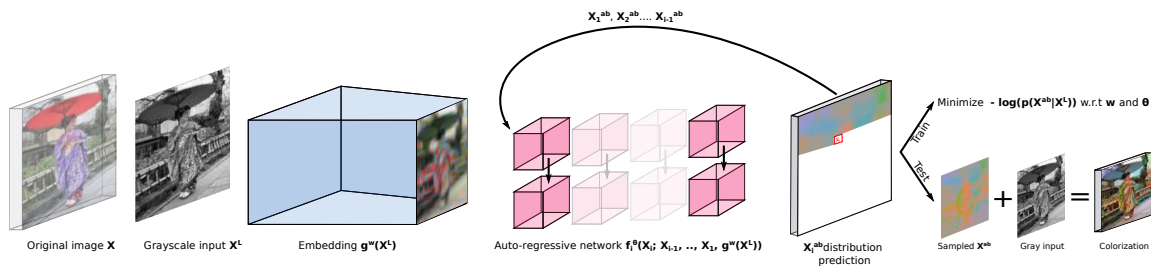 X₁ᵃᵇ, X₂ᵃᵇ.... Xᵢ₋₁ᵃᵇ
Minimize - log(p(Xᵃᵇ|Xᴸ)) w.r.t w and θ
Train
Test
Original image X
Grayscale input Xᴸ
Embedding gʷ(Xᴸ)
Auto-regressive network fᵢᶿ(Xᵢ; Xᵢ₋₁, .., X₁, gʷ(Xᴸ))
Xᵢᵃᵇdistribution
prediction
Sampled Xᵃᵇ
Gray input
Colorization
+
=